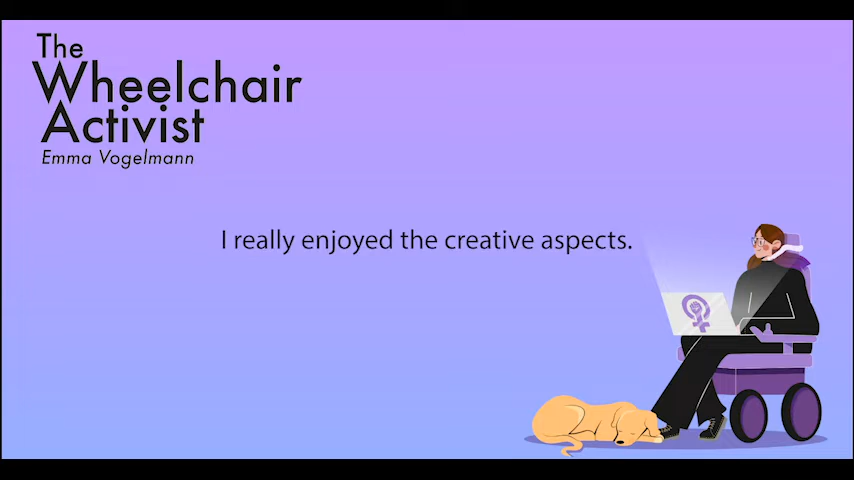 The
Wheelchair
Activist
Emma Vogelmann
I really enjoyed the creative aspects.